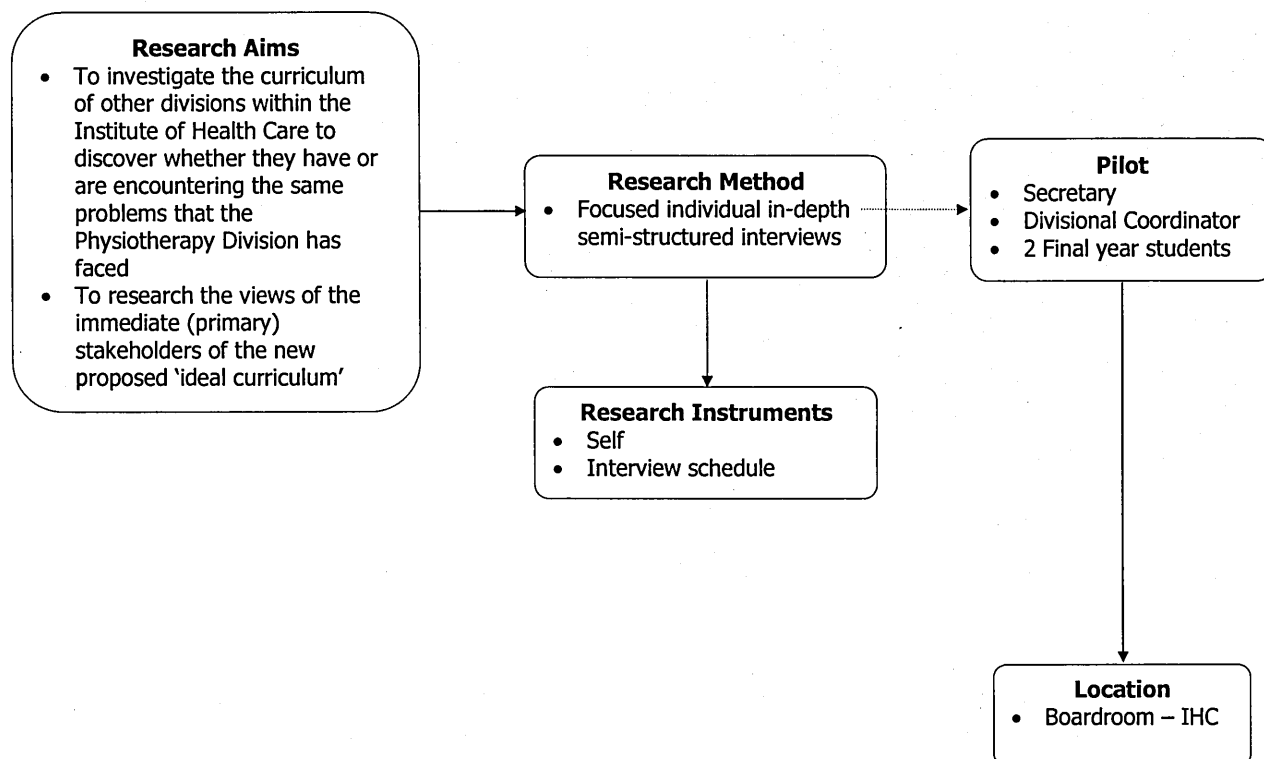 Research Aims
• To investigate the curriculum
of other divisions within the
Institute of Health Care to
discover whether they have or
are encountering the same
problems that the
Physiotherapy Division has
faced
• To research the views of the
immediate (primary)
stakeholders of the new
proposed ‘ideal curriculum’
Research Method
• Focused individual in-depth
semi-structured interviews
Pilot
• Secretary
• Divisional Coordinator
• 2 Final year students
Research Instruments
• Self
• Interview schedule
Location
• Boardroom – IHC